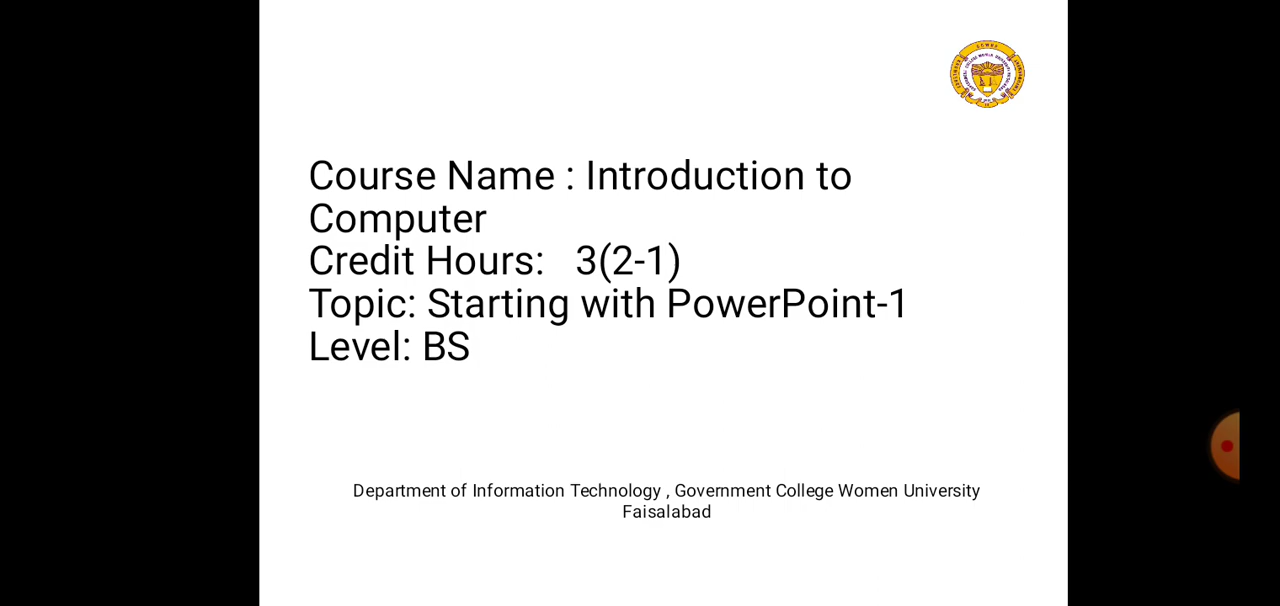 Course Name : Introduction to
Computer
Credit Hours: 3(2-1)
Topic: Starting with PowerPoint-1
Level: BS
Department of Information Technology , Government College Women University
Faisalabad